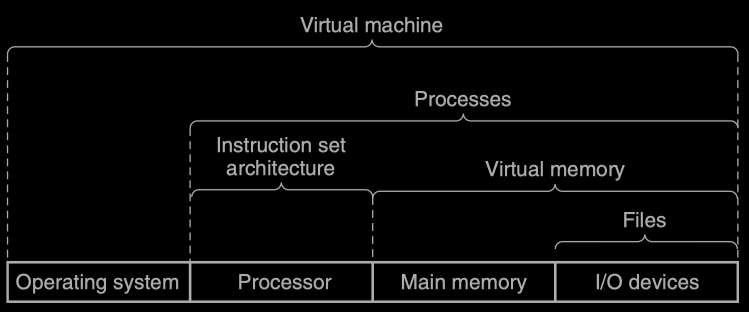 Virtual machine
Processes
Instruction set
architecture
Virtual memory
Files
Operating system
Processor
Main memory
I/O devices